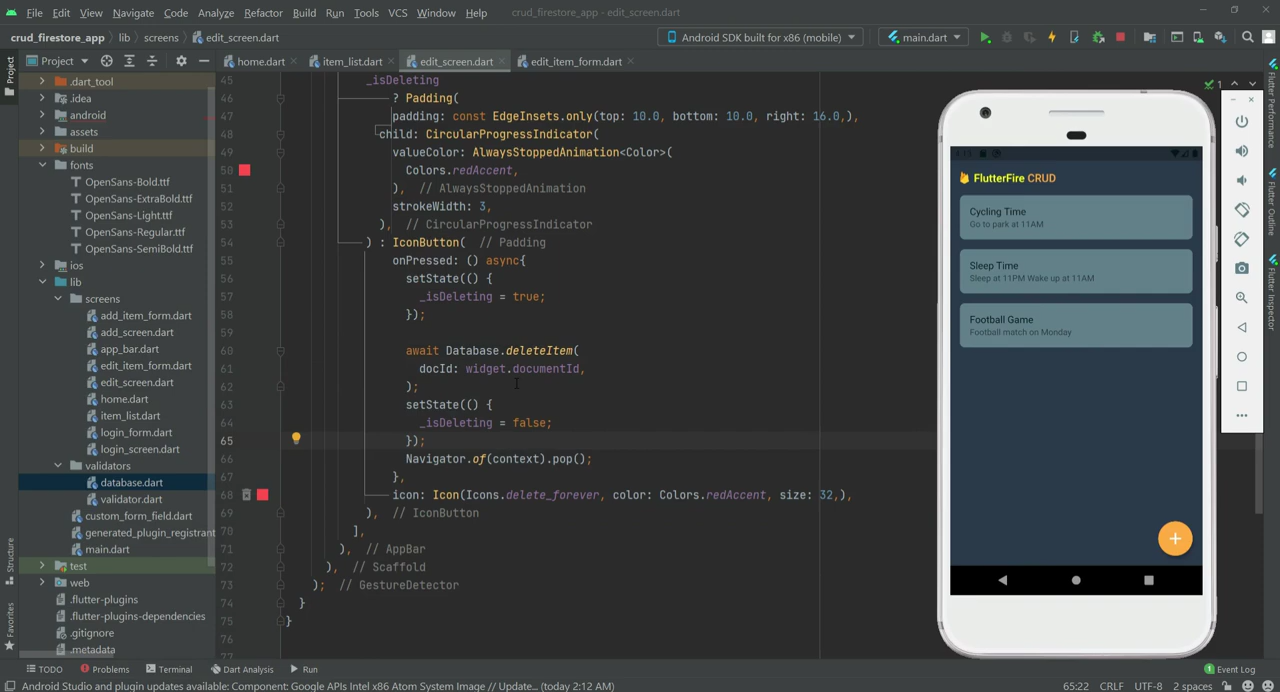 File Edit View Navigate Code Analyze Refactor Build Run Tools VCS Window Help crud_firestore_app - edit_screen.dart
crud_firestore_app lib screens edit_screen.dart Android SDK built for x86 (mobile) main.dart
Project home.dart item_list.dart edit_screen.dart edit_item_form.dart
Project
Structure
Favorites
.dart_tool
.idea
android
assets
build
fonts
OpenSans-Bold.ttf
OpenSans-ExtraBold.ttf
OpenSans-Light.ttf
OpenSans-Regular.ttf
OpenSans-SemiBold.ttf
ios
lib
screens
add_item_form.dart
add_screen.dart
app_bar.dart
edit_item_form.dart
edit_screen.dart
home.dart
item_list.dart
login_form.dart
login_screen.dart
validators
database.dart
validator.dart
custom_form_field.dart
generated_plugin_registrant
main.dart
test
web
.flutter-plugins
.flutter-plugins-dependencies
.gitignore
.metadata
45 _isDeleting
46 ? Padding(
47 padding: const EdgeInsets.only(top: 10.0, bottom: 10.0, right: 16.0,),
48 child: CircularProgressIndicator(
49 valueColor: AlwaysStoppedAnimation<Color>(
50 Colors.redAccent,
51 ), // AlwaysStoppedAnimation
52 strokeWidth: 3,
53 ), // CircularProgressIndicator
54 ) : IconButton( // Padding
55 onPressed: () async{
56 setState(() {
57 _isDeleting = true;
58 });
59
60 await Database.deleteItem(
61 docId: widget.documentId,
62 );
63 setState(() {
64 _isDeleting = false;
65 });
66 Navigator.of(context).pop();
67 },
68 icon: Icon(Icons.delete_forever, color: Colors.redAccent, size: 32,),
69 ), // IconButton
70 ],
71 ), // AppBar
72 ), // Scaffold
73 ); // GestureDetector
74 }
75 }
76
77
1
FlutterFire CRUD
Cycling Time
Go to park at 11AM
Sleep Time
Sleep at 11PM Wake up at 11AM
Football Game
Football match on Monday
+
Flutter Performance
Flutter Outline
Flutter Inspector
TODO Problems Terminal Dart Analysis Run 1 Event Log
Android Studio and plugin updates available: Component: Google APIs Intel x86 Atom System Image // Update... (today 2:12 AM) 65:22 CRLF UTF-8 2 spaces